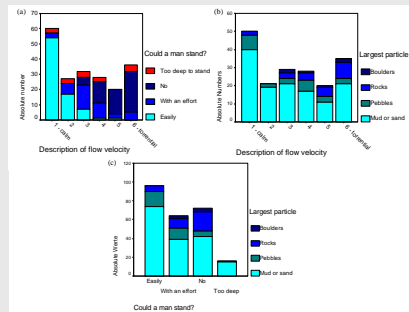 (a)
Absolute number
70
60
50
40
30
20
10
0
1 - calm
2
3
4
5
6 - torrential
Description of flow velocity
Could a man stand?
Too deep to stand
No
With an effort
Easily
(b)
Absolute Numbers
60
50
40
30
20
10
0
1 - calm
2
3
4
5
6 - torrential
Description of flow velocity
Largest particle
Boulders
Rocks
Pebbles
Mud or sand
(c)
Absolute Werte
120
100
80
60
40
20
0
Easily
With an effort
No
Too deep
Could a man stand?
Largest particle
Boulders
Rocks
Pebbles
Mud or sand